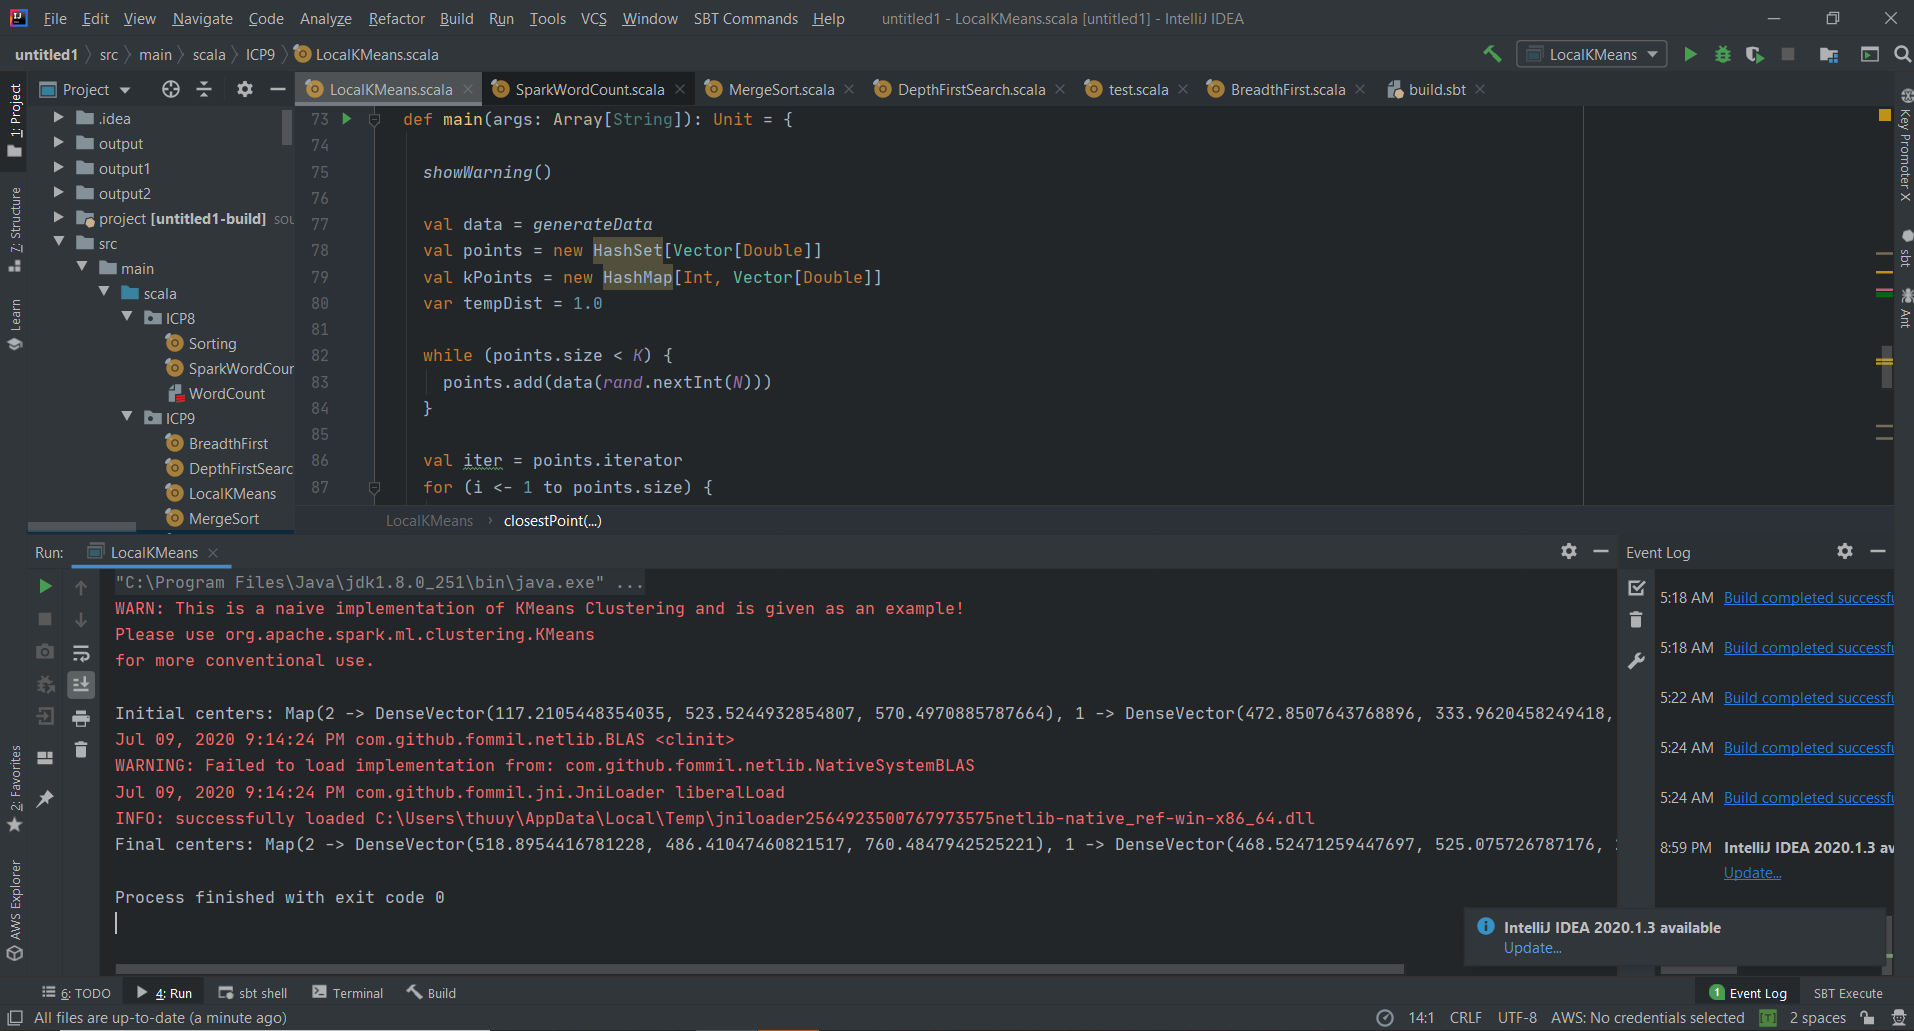 File Edit View Navigate Code Analyze Refactor Build Run Tools VCS Window SBT Commands Help untitled1 - LocalKMeans.scala [untitled1] - IntelliJ IDEA
untitled1 src main scala ICP9 LocalKMeans.scala LocalKMeans
1: Project
7: Structure
Learn
2: Favorites
AWS Explorer
Project
.idea
output
output1
output2
project [untitled1-build] sou
src
main
scala
ICP8
Sorting
SparkWordCour
WordCount
ICP9
BreadthFirst
DepthFirstSearc
LocalKMeans
MergeSort
LocalKMeans.scala SparkWordCount.scala MergeSort.scala DepthFirstSearch.scala test.scala BreadthFirst.scala build.sbt
73 def main(args: Array[String]): Unit = {
74
75 showWarning()
76
77 val data = generateData
78 val points = new HashSet[Vector[Double]]
79 val kPoints = new HashMap[Int, Vector[Double]]
80 var tempDist = 1.0
81
82 while (points.size < K) {
83 points.add(data(rand.nextInt(N)))
84 }
85
86 val iter = points.iterator
87 for (i <- 1 to points.size) {
LocalKMeans closestPoint(...)
Key Promoter X
sbt
Ant
Run: LocalKMeans
"C:\Program Files\Java\jdk1.8.0_251\bin\java.exe" ...
WARN: This is a naive implementation of KMeans Clustering and is given as an example!
Please use org.apache.spark.ml.clustering.KMeans
for more conventional use.
Initial centers: Map(2 -> DenseVector(117.2105448354035, 523.5244932854807, 570.4970885787664), 1 -> DenseVector(472.8507643768896, 333.9620458249418,
Jul 09, 2020 9:14:24 PM com.github.fommil.netlib.BLAS <clinit>
WARNING: Failed to load implementation from: com.github.fommil.netlib.NativeSystemBLAS
Jul 09, 2020 9:14:24 PM com.github.fommil.jni.JniLoader liberalLoad
INFO: successfully loaded C:\Users\thuuy\AppData\Local\Temp\jniloader2564923500767973575netlib-native_ref-win-x86_64.dll
Final centers: Map(2 -> DenseVector(518.8954416781228, 486.41047460821517, 760.4847942525221), 1 -> DenseVector(468.52471259447697, 525.075726787176,
Process finished with exit code 0
Event Log
5:18 AM Build completed successfu
5:18 AM Build completed successfu
5:22 AM Build completed successfu
5:24 AM Build completed successfu
5:24 AM Build completed successfu
8:59 PM IntelliJ IDEA 2020.1.3 av
Update...
IntelliJ IDEA 2020.1.3 available
Update...
6: TODO 4: Run sbt shell Terminal Build 1 Event Log SBT Execute
All files are up-to-date (a minute ago) 14:1 CRLF UTF-8 AWS: No credentials selected [T] 2 spaces